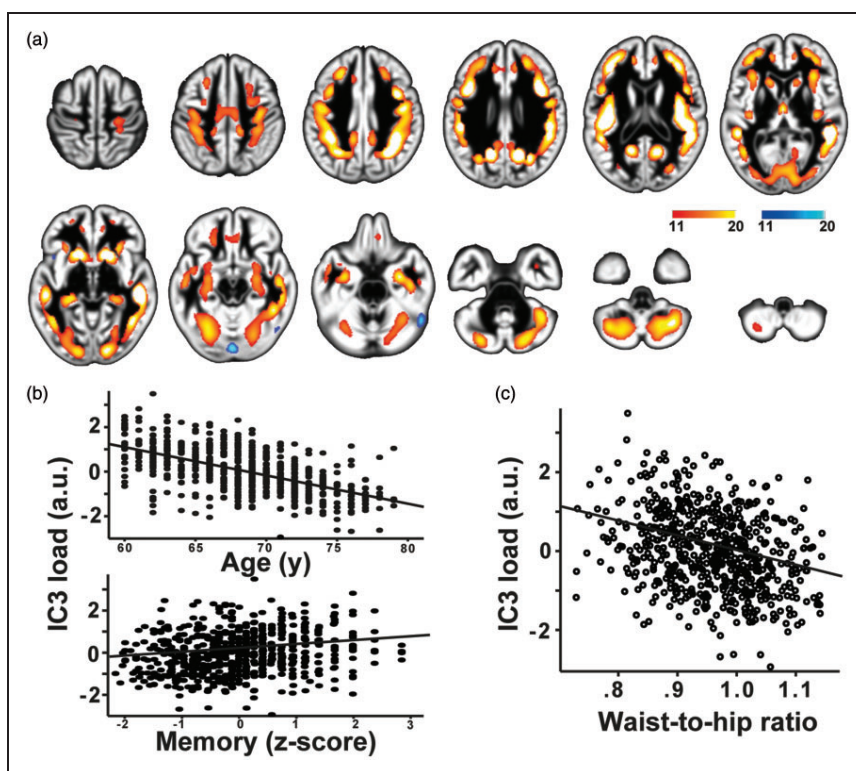 (a)
11 20 11 20
(b)
(c)
IC3 load (a.u.)
2
0
-2
60 65 70 75 80
Age (y)
2
0
-2
-2 -1 0 1 2 3
Memory (z-score)
IC3 load (a.u.)
2
0
-2
.8 .9 1.0 1.1
Waist-to-hip ratio